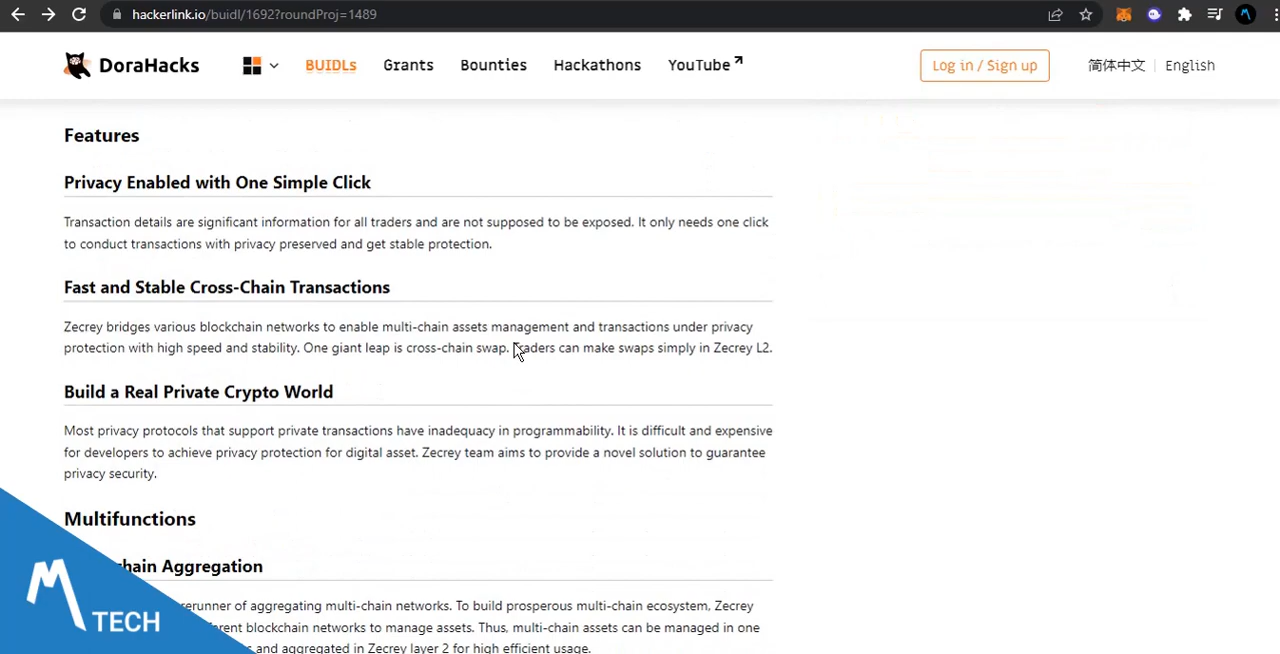 hackerlink.io/buidl/1692?roundProj=1489
DoraHacks
BUIDLs
Grants
Bounties
Hackathons
YouTube
Log in / Sign up
简体中文 | English
Features
Privacy Enabled with One Simple Click
Transaction details are significant information for all traders and are not supposed to be exposed. It only needs one click
to conduct transactions with privacy preserved and get stable protection.
Fast and Stable Cross-Chain Transactions
Zecrey bridges various blockchain networks to enable multi-chain assets management and transactions under privacy
protection with high speed and stability. One giant leap is cross-chain swap. Traders can make swaps simply in Zecrey L2.
Build a Real Private Crypto World
Most privacy protocols that support private transactions have inadequacy in programmability. It is difficult and expensive
for developers to achieve privacy protection for digital asset. Zecrey team aims to provide a novel solution to guarantee
privacy security.
Multifunctions
Aggregation
of aggregating multi-chain networks. To build prosperous multi-chain ecosystem, Zecrey
blockchain networks to manage assets. Thus, multi-chain assets can be managed in one
and aggregated in Zecrey layer 2 for high efficient usage.
TECH